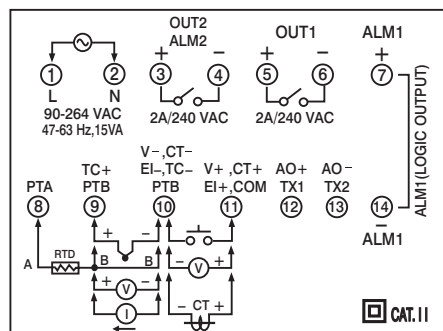 OUT2
ALM2
OUT1
ALM1
+ − + − +
1 2 3 4 5 6 7
L N
90-264 VAC
47-63 Hz,15VA
2A/240 VAC
2A/240 VAC
ALM1(LOGIC OUTPUT)
V−,CT−
TC+ EI−,TC− V+ ,CT+ AO+ AO−
PTA PTB PTB EI+,COM TX1 TX2
8 9 10 11 12 13 14
−
ALM1
+ −
RTD
A B B
− V +
+ V −
I
− CT +
CAT.II